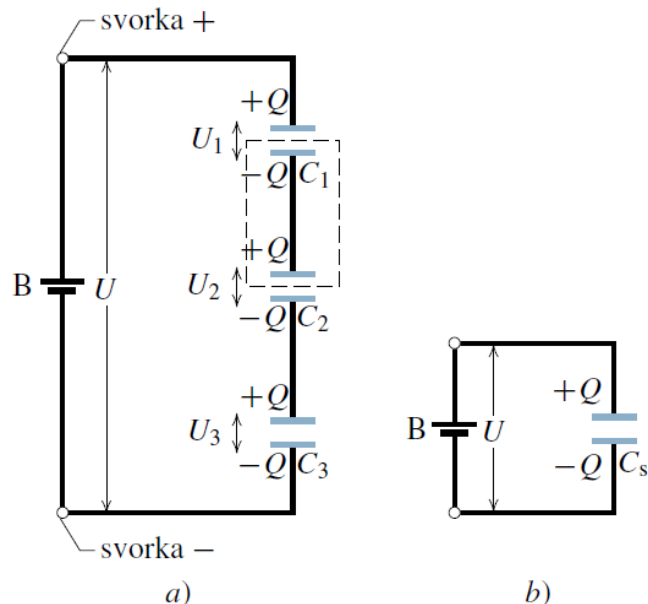 svorka +
+Q
U1
−Q C1
+Q
B U U2
−Q C2
+Q
U3
−Q C3
svorka −
a)
+Q
B U
−Q Cs
b)